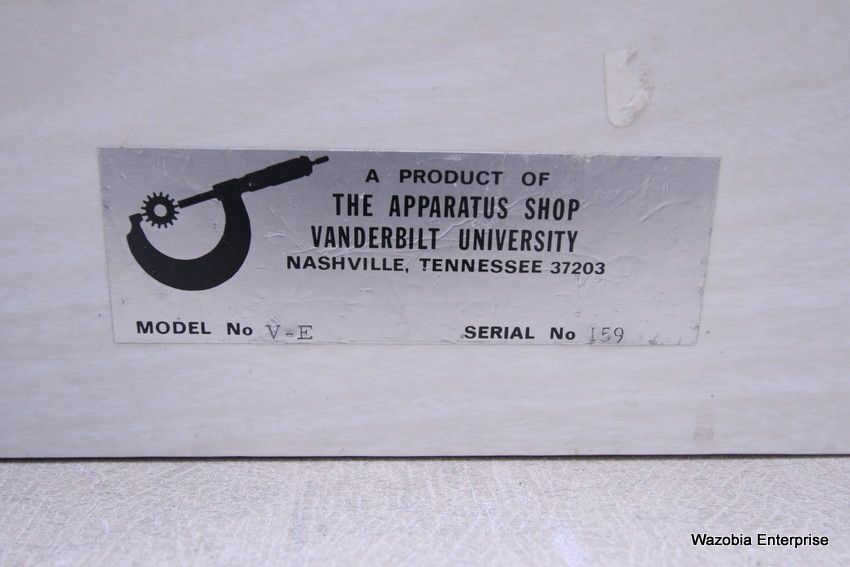 A PRODUCT OF
THE APPARATUS SHOP
VANDERBILT UNIVERSITY
NASHVILLE, TENNESSEE 37203
MODEL No V-E SERIAL No 159
Wazobia Enterprise